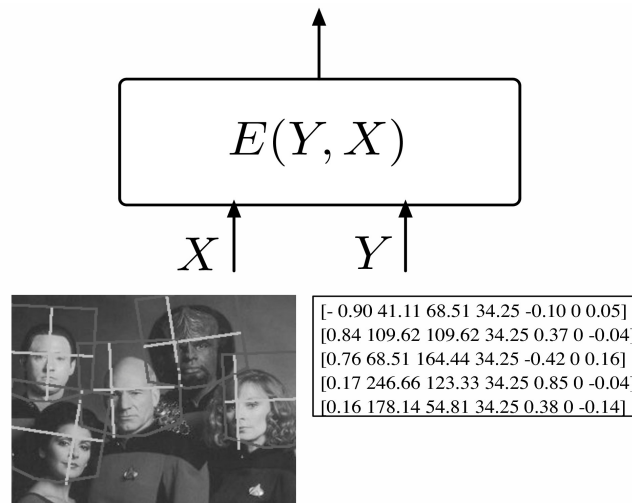 E(Y, X)
X Y
[- 0.90 41.11 68.51 34.25 -0.10 0 0.05]
[0.84 109.62 109.62 34.25 0.37 0 -0.04]
[0.76 68.51 164.44 34.25 -0.42 0 0.16]
[0.17 246.66 123.33 34.25 0.85 0 -0.04]
[0.16 178.14 54.81 34.25 0.38 0 -0.14]